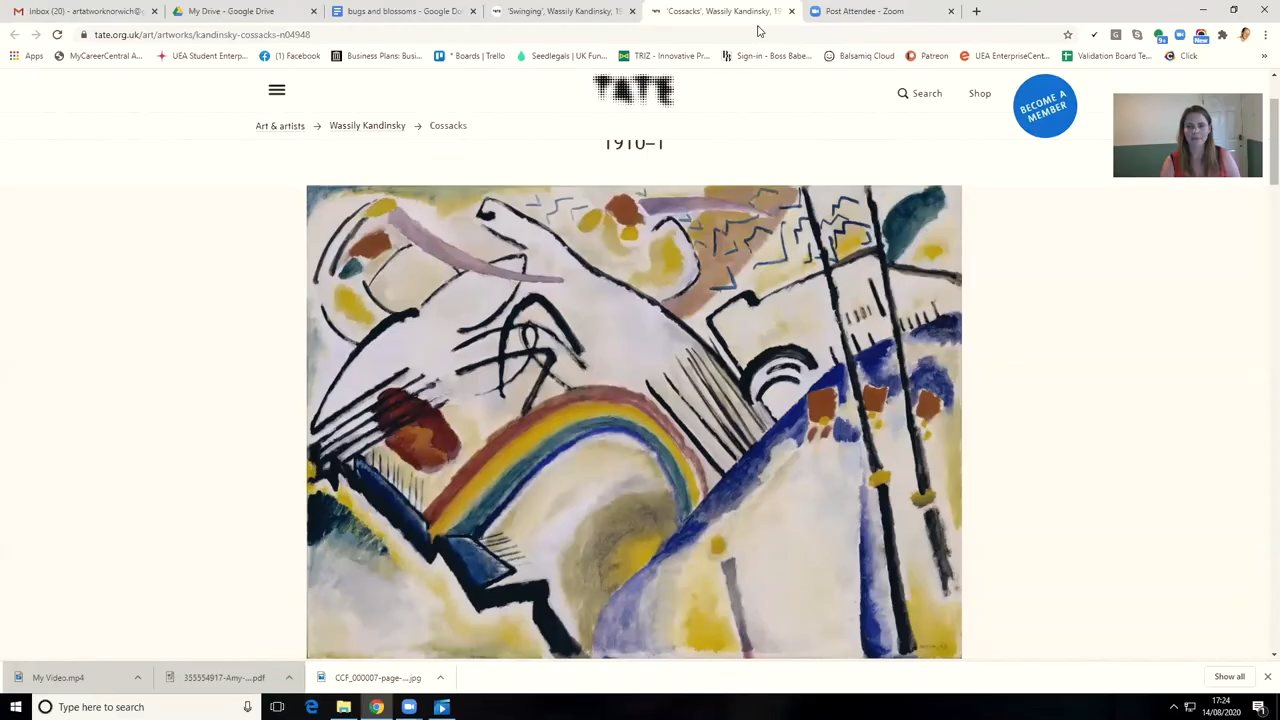 Inbox (20) - artatworknorwich@g
My Drive - Google Drive
bugs and blossoms - Google Do
'Swinging', Wassily Kandinsky, 19
'Cossacks', Wassily Kandinsky, 19
Post Attendee - Zoom
tate.org.uk/art/artworks/kandinsky-cossacks-n04948
9+
New
Apps
MyCareerCentral A...
UEA Student Enterp...
(1) Facebook
Business Plans: Busi...
* Boards | Trello
Seedlegals | UK Fun...
TRIZ - Innovative Pr...
Sign-in - Boss Babe...
Balsamiq Cloud
Patreon
UEA EnterpriseCent...
Validation Board Te...
Click
»
TATE
Search
Shop
BECOME A
MEMBER
Art & artists → Wassily Kandinsky → Cossacks
1910–1
My Video.mp4
355554917-Amy-....pdf
CCF_000007-page-...jpg
Show all
Type here to search
17:24
14/08/2020